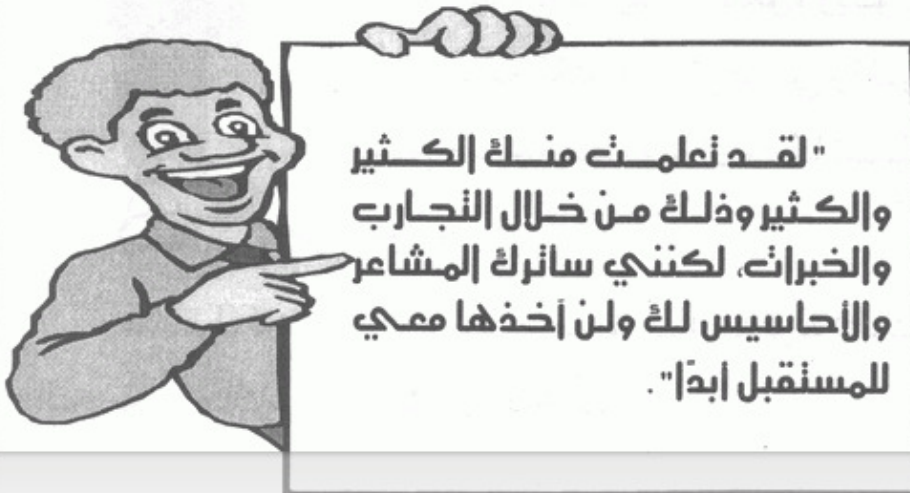 " لقد تعلمت منك الكثير
والكثير وذلك من خلال التجارب
والخبرات، لكنني سأترك المشاعر
والأحاسيس لك ولن أخذها معي
للمستقبل أبدًا".